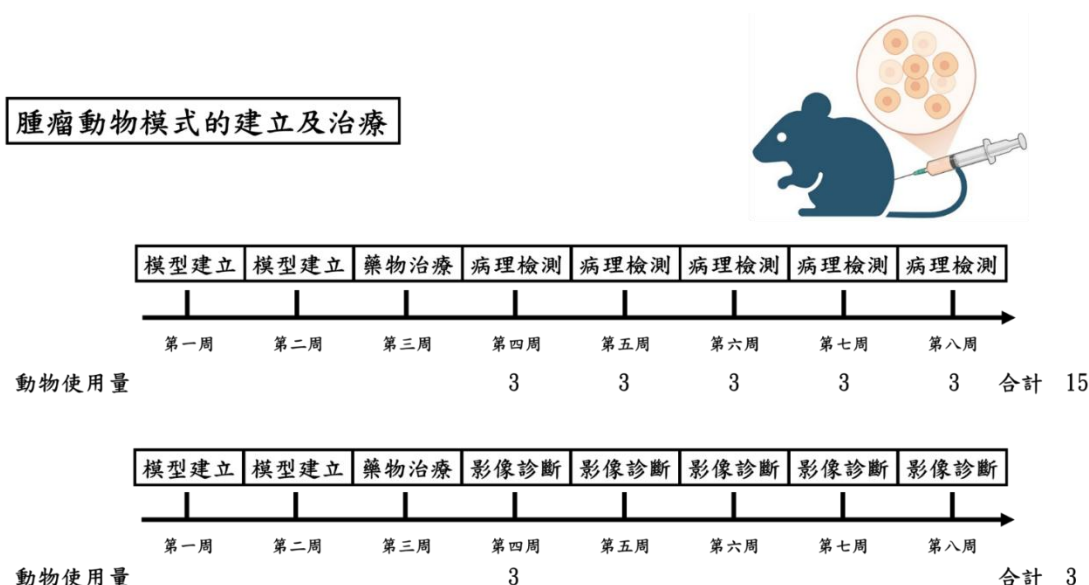 腫瘤動物模式的建立及治療
模型建立 模型建立 藥物治療 病理檢測 病理檢測 病理檢測 病理檢測 病理檢測
第一周 第二周 第三周 第四周 第五周 第六周 第七周 第八周
動物使用量 3 3 3 3 3 合計 15
模型建立 模型建立 藥物治療 影像診斷 影像診斷 影像診斷 影像診斷 影像診斷
第一周 第二周 第三周 第四周 第五周 第六周 第七周 第八周
動物使用量 3 合計 3